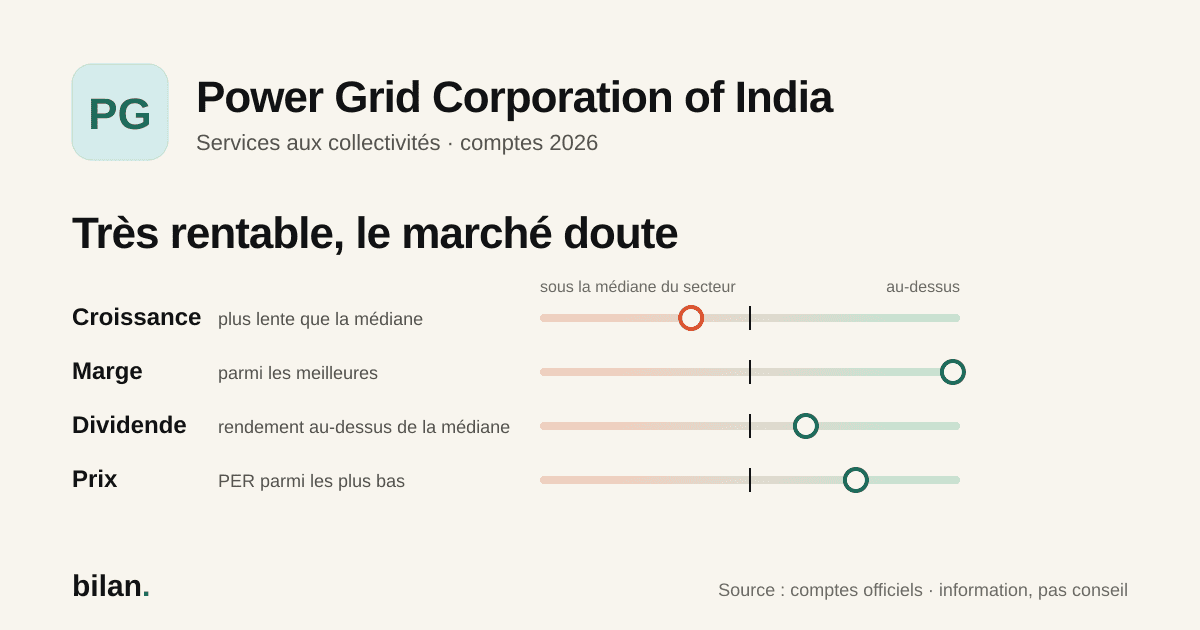 PG
Power Grid Corporation of India
Services aux collectivités · comptes 2026
Très rentable, le marché doute
sous la médiane du secteur au-dessus
Croissance plus lente que la médiane
Marge parmi les meilleures
Dividende rendement au-dessus de la médiane
Prix PER parmi les plus bas
bilan.
Source : comptes officiels · information, pas conseil